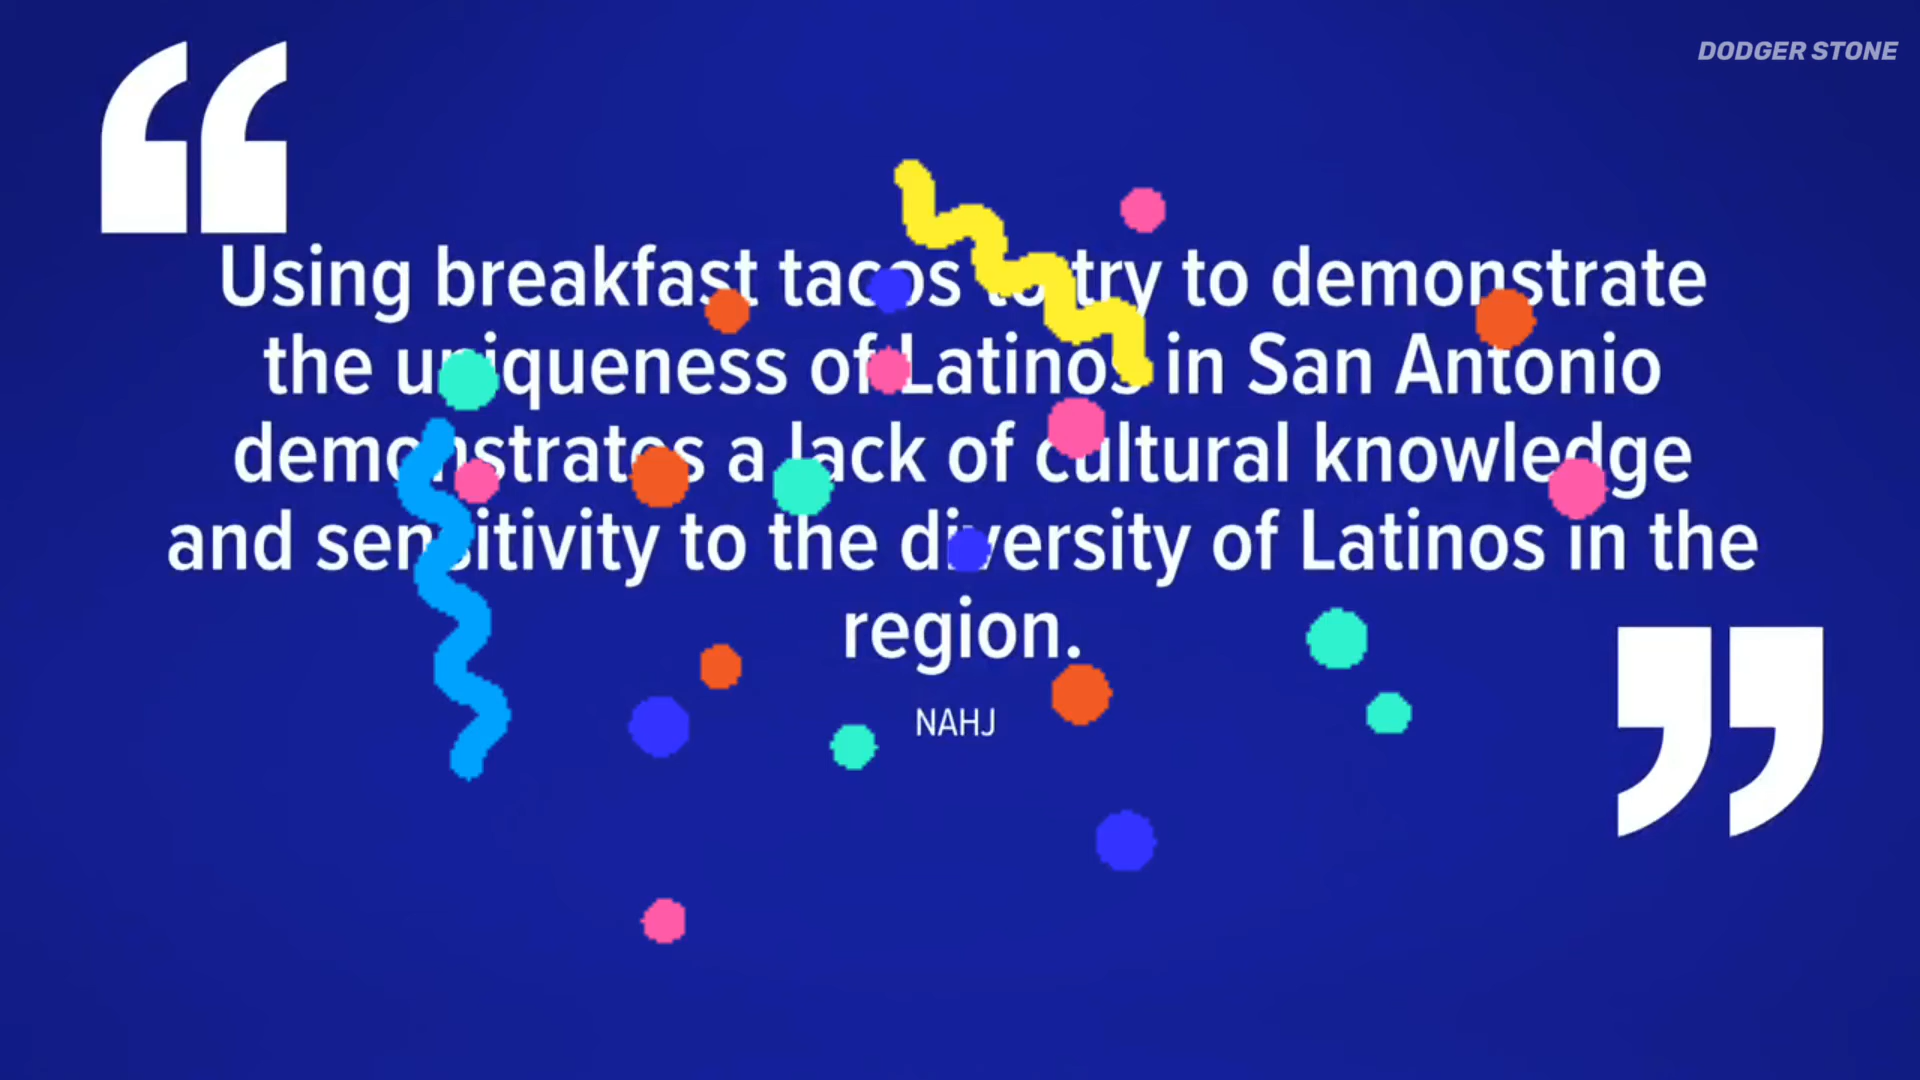 DODGER STONE
Using breakfast tacos to try to demonstrate
the uniqueness of Latinos in San Antonio
demonstrates a lack of cultural knowledge
and sensitivity to the diversity of Latinos in the
region.
NAHJ